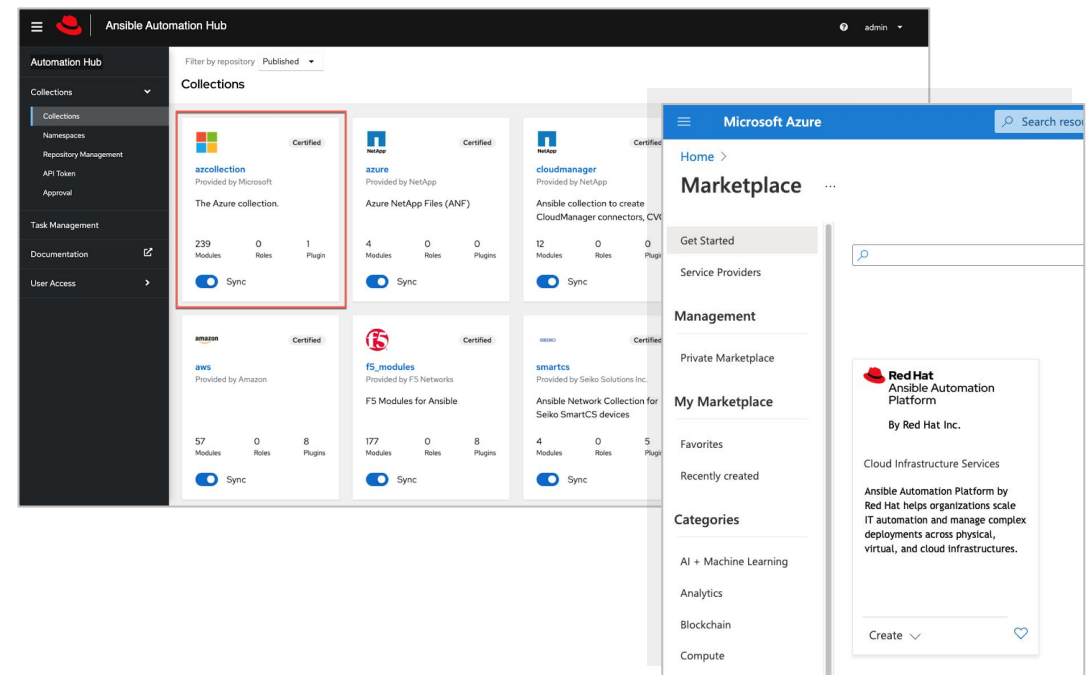 Ansible Automation Hub
admin
Automation Hub
Collections
Collections
Namespaces
Repository Management
API Token
Approval
Task Management
Documentation
User Access
Filter by repository Published
Collections
Certified
azcollection
Provided by Microsoft
The Azure collection.
239 0 1
Modules Roles Plugin
Sync
NetApp
Certified
azure
Provided by NetApp
Azure NetApp Files (ANF)
4 0 0
Modules Roles Plugins
Sync
NetApp
Certified
cloudmanager
Provided by NetApp
Ansible collection to create
CloudManager connectors, CVO
12 0 0
Modules Roles Plugin
Sync
amazon
Certified
aws
Provided by Amazon
57 0 8
Modules Roles Plugins
Sync
f5
Certified
f5_modules
Provided by F5 Networks
F5 Modules for Ansible
177 0 8
Modules Roles Plugins
Sync
SEIKO
Certified
smartcs
Provided by Seiko Solutions Inc.
Ansible Network Collection for
Seiko SmartCS devices
4 0 5
Modules Roles Plugin
Sync
Microsoft Azure
Search resou
Home >
Marketplace ...
Get Started
Service Providers
Management
Private Marketplace
My Marketplace
Favorites
Recently created
Categories
AI + Machine Learning
Analytics
Blockchain
Compute
Red Hat
Ansible Automation
Platform
By Red Hat Inc.
Cloud Infrastructure Services
Ansible Automation Platform by
Red Hat helps organizations scale
IT automation and manage complex
deployments across physical,
virtual, and cloud infrastructures.
Create